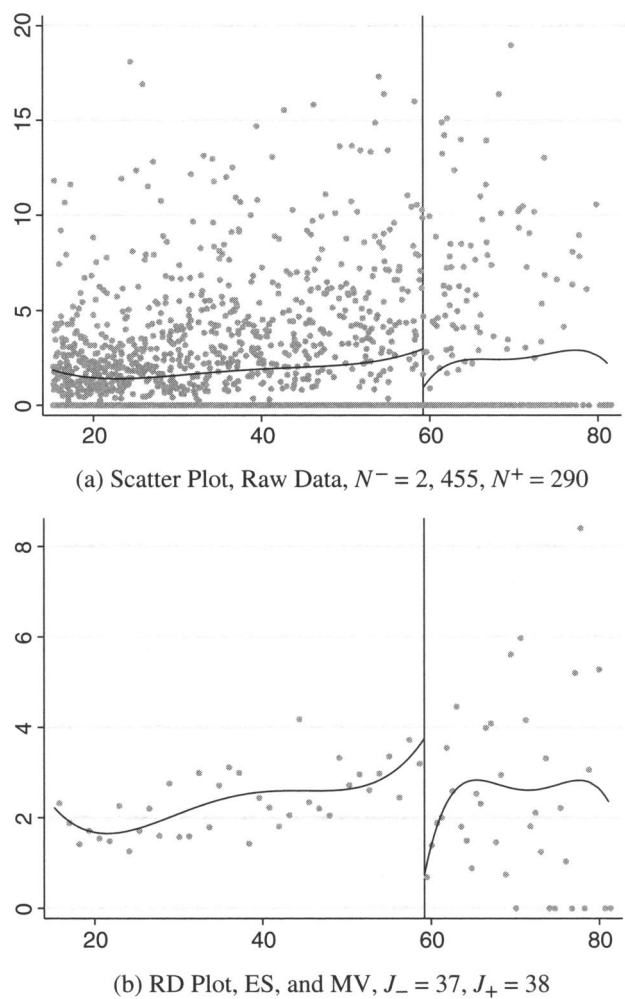 20
15
10
5
0
20 40 60 80
(a) Scatter Plot, Raw Data, N⁻ = 2, 455, N⁺ = 290
8
6
4
2
0
20 40 60 80
(b) RD Plot, ES, and MV, J₋ = 37, J₊ = 38